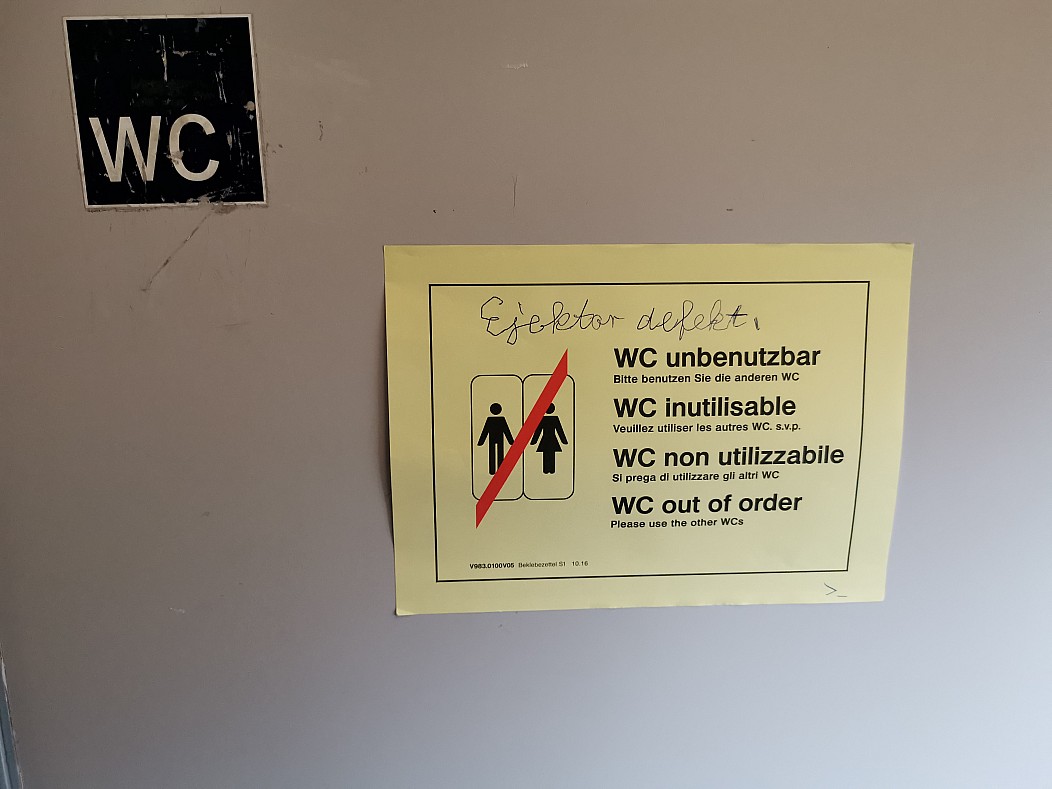 WC
Ejektor defekt.
WC unbenutzbar
Bitte benutzen Sie die anderen WC
WC inutilisable
Veuillez utiliser les autres WC. s.v.p.
WC non utilizzabile
Si prega di utilizzare gli altri WC
WC out of order
Please use the other WCs
V983.0100V05 Beklebezettel S1 10.16
>_